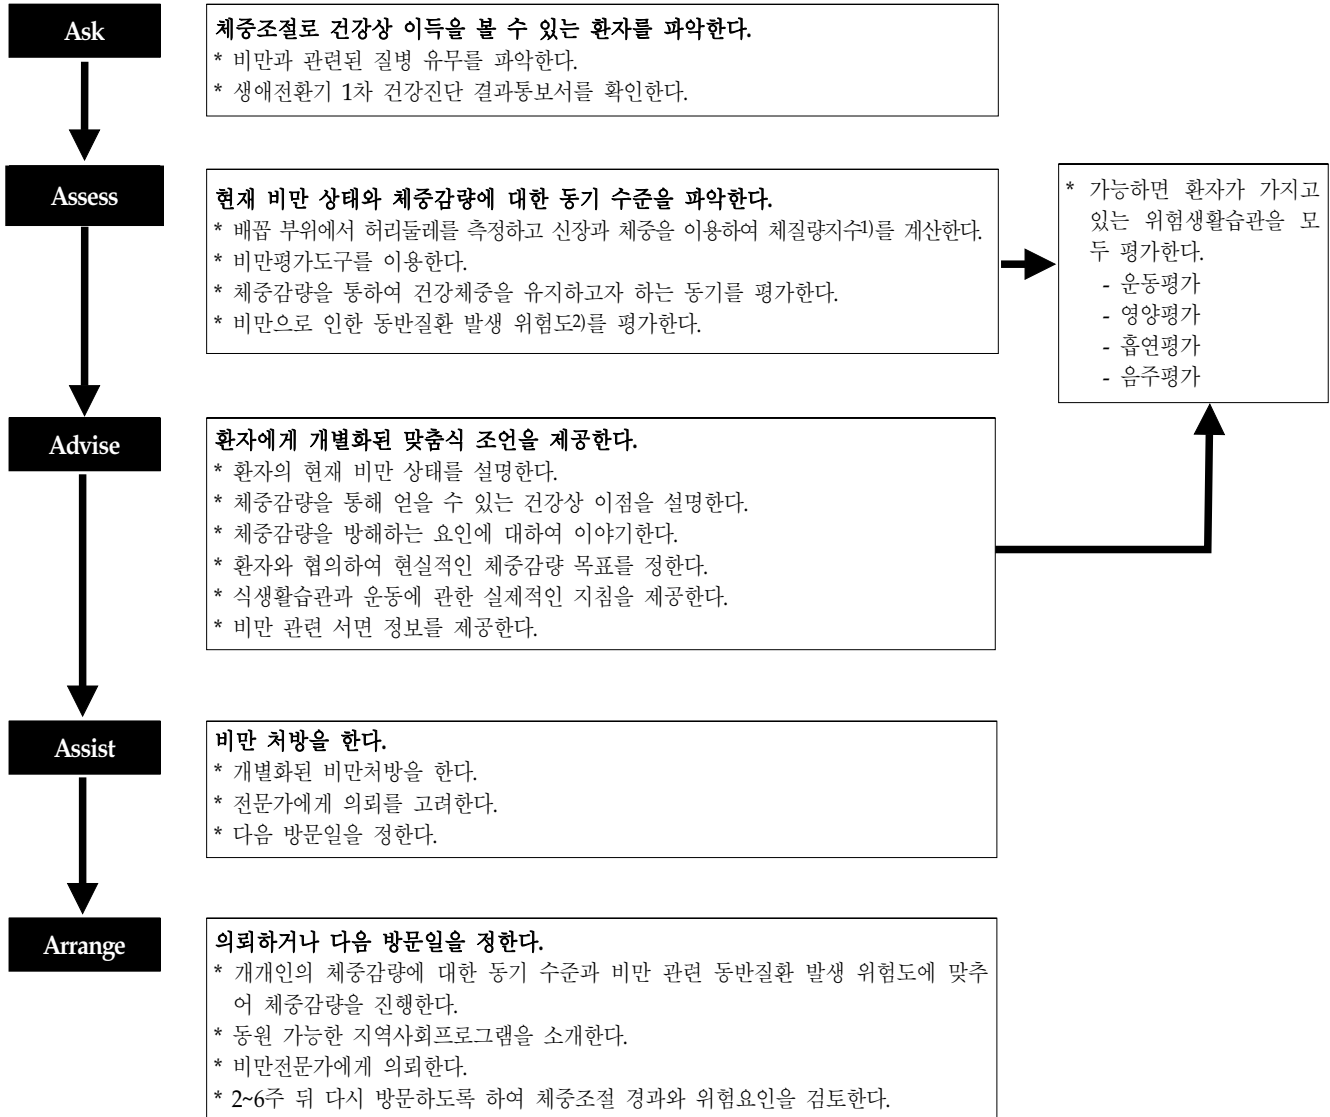 Ask
체중조절로 건강상 이득을 볼 수 있는 환자를 파악한다.
* 비만과 관련된 질병 유무를 파악한다.
* 생애전환기 1차 건강진단 결과통보서를 확인한다.
Assess
현재 비만 상태와 체중감량에 대한 동기 수준을 파악한다.
* 배꼽 부위에서 허리둘레를 측정하고 신장과 체중을 이용하여 체질량지수1)를 계산한다.
* 비만평가도구를 이용한다.
* 체중감량을 통하여 건강체중을 유지하고자 하는 동기를 평가한다.
* 비만으로 인한 동반질환 발생 위험도2)를 평가한다.
* 가능하면 환자가 가지고
있는 위험생활습관을 모
두 평가한다.
- 운동평가
- 영양평가
- 흡연평가
- 음주평가
Advise
환자에게 개별화된 맞춤식 조언을 제공한다.
* 환자의 현재 비만 상태를 설명한다.
* 체중감량을 통해 얻을 수 있는 건강상 이점을 설명한다.
* 체중감량을 방해하는 요인에 대하여 이야기한다.
* 환자와 협의하여 현실적인 체중감량 목표를 정한다.
* 식생활습관과 운동에 관한 실제적인 지침을 제공한다.
* 비만 관련 서면 정보를 제공한다.
Assist
비만 처방을 한다.
* 개별화된 비만처방을 한다.
* 전문가에게 의뢰를 고려한다.
* 다음 방문일을 정한다.
Arrange
의뢰하거나 다음 방문일을 정한다.
* 개개인의 체중감량에 대한 동기 수준과 비만 관련 동반질환 발생 위험도에 맞추
어 체중감량을 진행한다.
* 동원 가능한 지역사회프로그램을 소개한다.
* 비만전문가에게 의뢰한다.
* 2~6주 뒤 다시 방문하도록 하여 체중조절 경과와 위험요인을 검토한다.